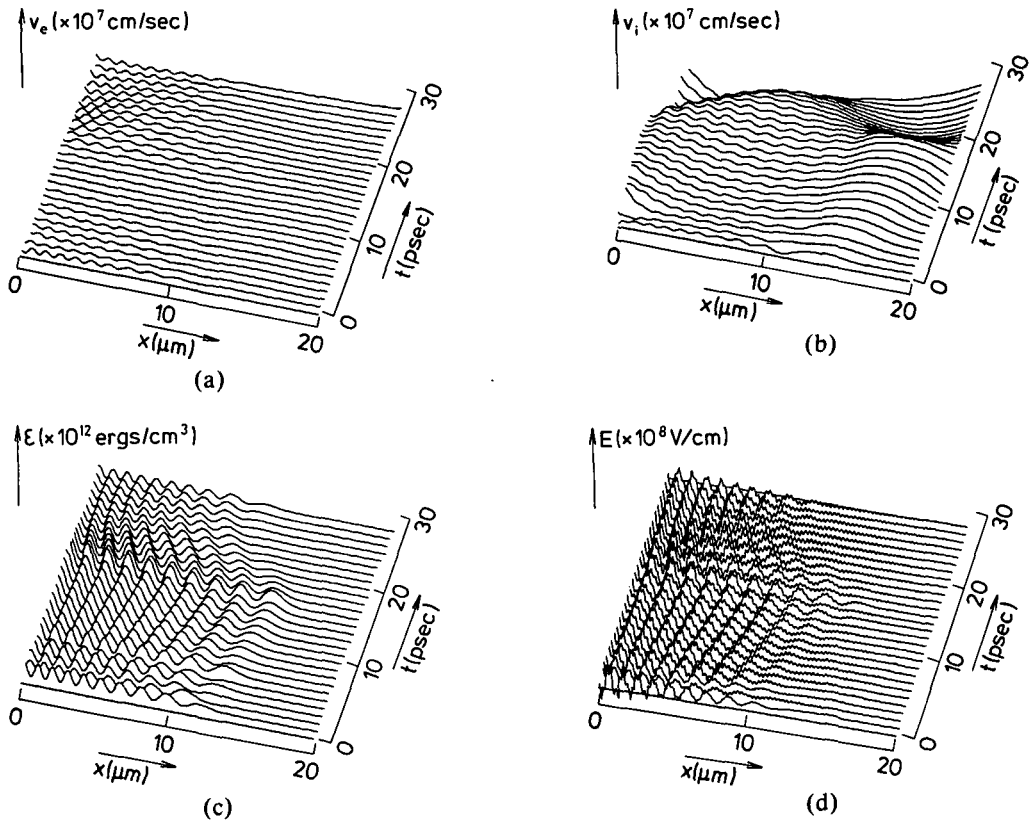 v_e (×10^7 cm/sec)
30
20
10
0
t (psec)
0
10
20
x (μm)
(a)
v_i (×10^7 cm/sec)
30
20
10
0
t (psec)
0
10
20
x (μm)
(b)
ε (×10^12 ergs/cm^3)
30
20
10
0
t (psec)
0
10
20
x (μm)
(c)
E (×10^8 V/cm)
30
20
10
0
t (psec)
0
10
20
x (μm)
(d)